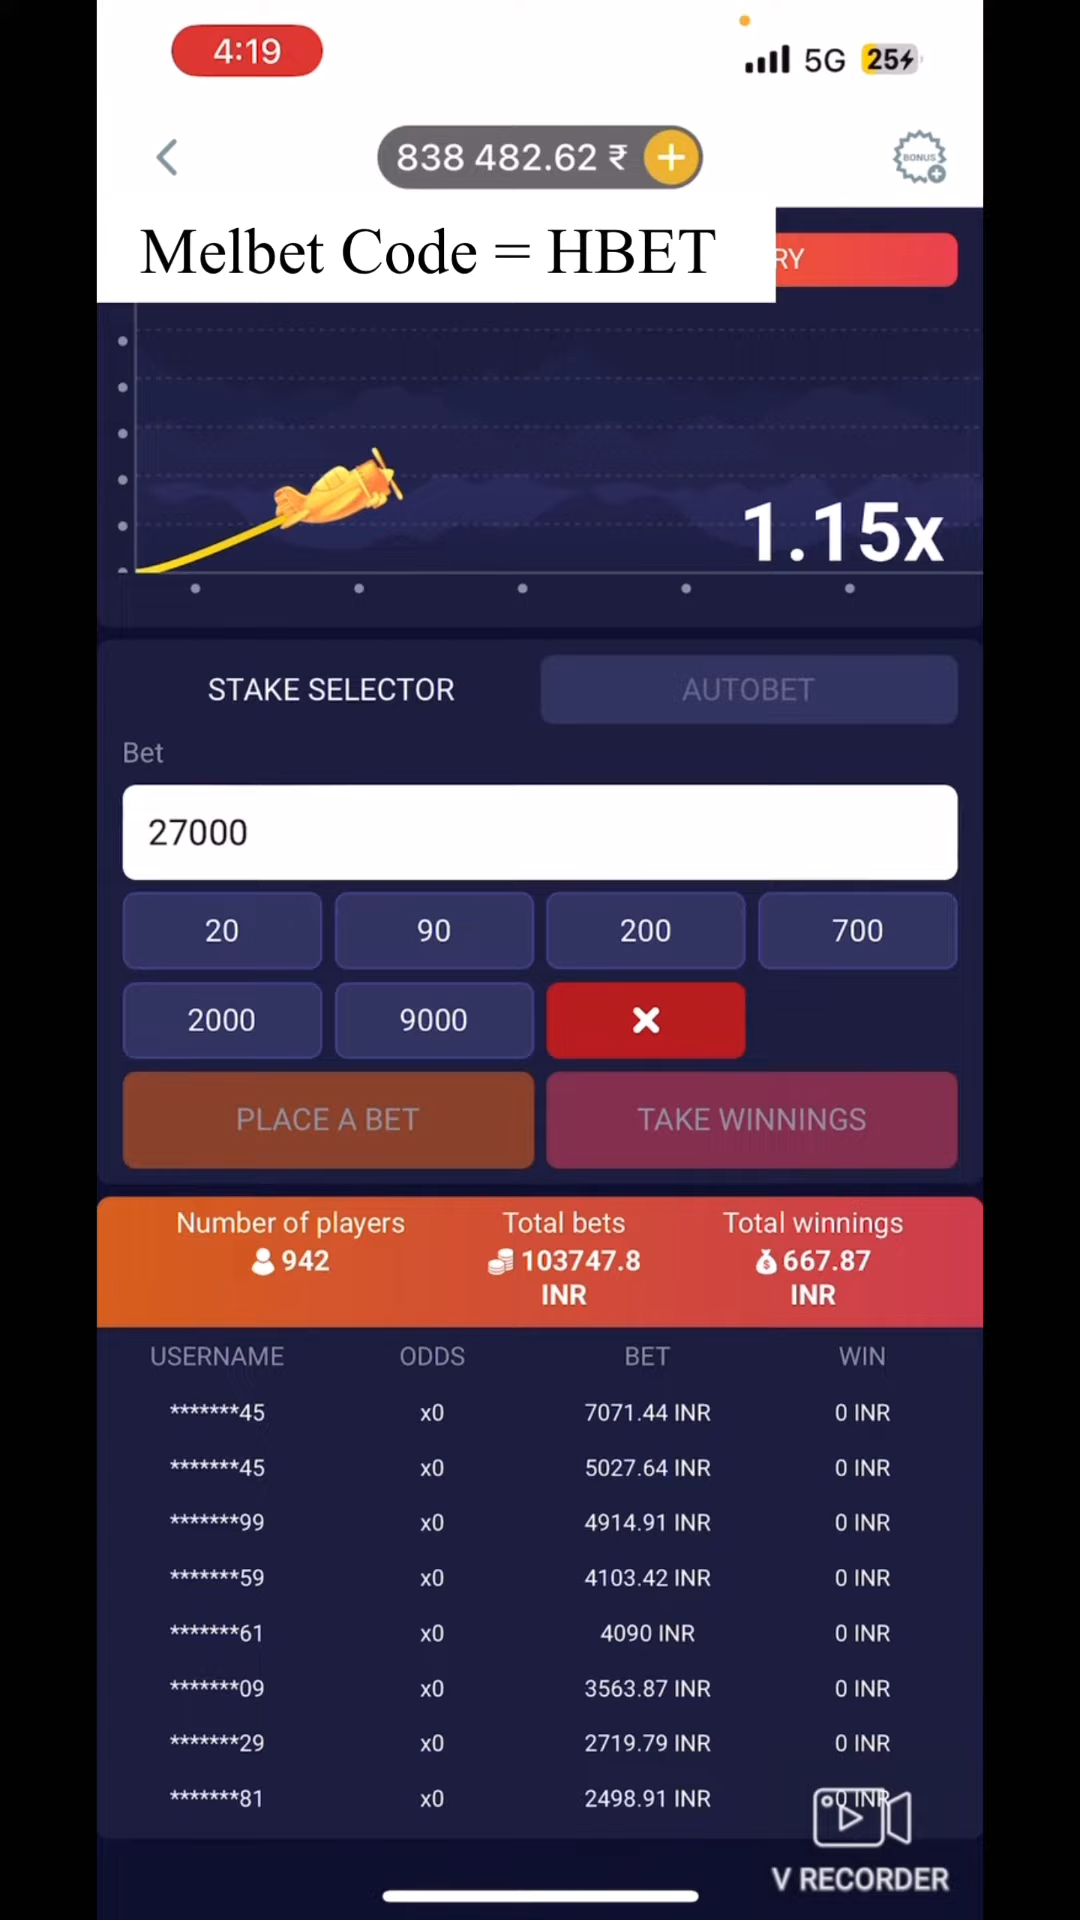 4:19
5G 25
838 482.62 ₹ +
BONUS
Melbet Code = HBET
RY
1.15x
STAKE SELECTOR AUTOBET
Bet
27000
20 90 200 700
2000 9000
PLACE A BET TAKE WINNINGS
Number of players Total bets Total winnings
942 103747.8 667.87
INR INR
USERNAME ODDS BET WIN
*******45 x0 7071.44 INR 0 INR
*******45 x0 5027.64 INR 0 INR
*******99 x0 4914.91 INR 0 INR
*******59 x0 4103.42 INR 0 INR
*******61 x0 4090 INR 0 INR
*******09 x0 3563.87 INR 0 INR
*******29 x0 2719.79 INR 0 INR
*******81 x0 2498.91 INR 0 INR
V RECORDER